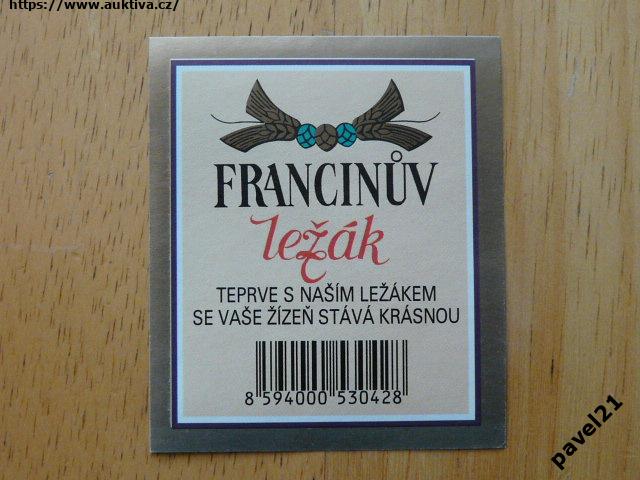 https://www.auktiva.cz/
FRANCINŮV
ležák
TEPRVE S NAŠÍM LEŽÁKEM
SE VAŠE ŽÍZEŇ STÁVÁ KRÁSNOU
8 594000 530428
pavel21